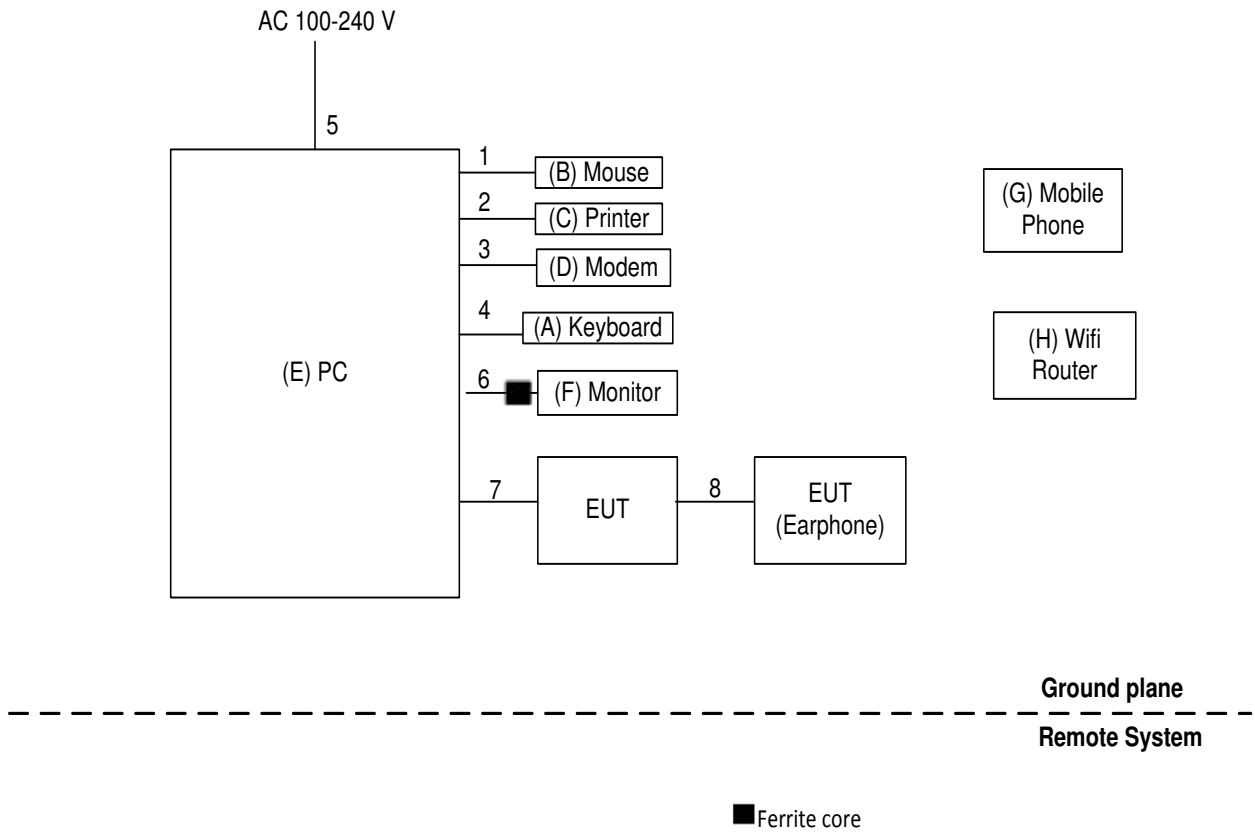 AC 100-240 V
5
1
(B) Mouse
2
(C) Printer
3
(D) Modem
4
(A) Keyboard
(E) PC
6
(F) Monitor
7
EUT
8
EUT
(Earphone)
(G) Mobile
Phone
(H) Wifi
Router
Ground plane
Remote System
Ferrite core